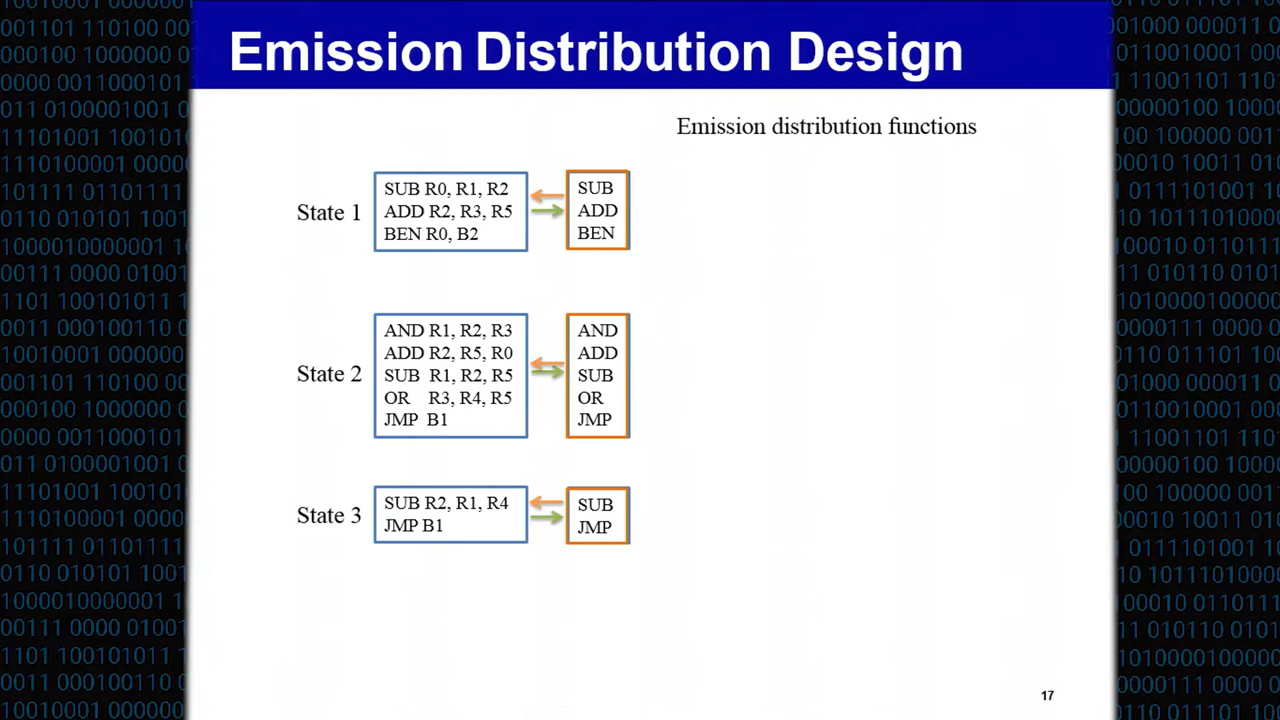 Emission Distribution Design
Emission distribution functions
State 1
SUB R0, R1, R2
ADD R2, R3, R5
BEN R0, B2
SUB
ADD
BEN
State 2
AND R1, R2, R3
ADD R2, R5, R0
SUB R1, R2, R5
OR R3, R4, R5
JMP B1
AND
ADD
SUB
OR
JMP
State 3
SUB R2, R1, R4
JMP B1
SUB
JMP
17